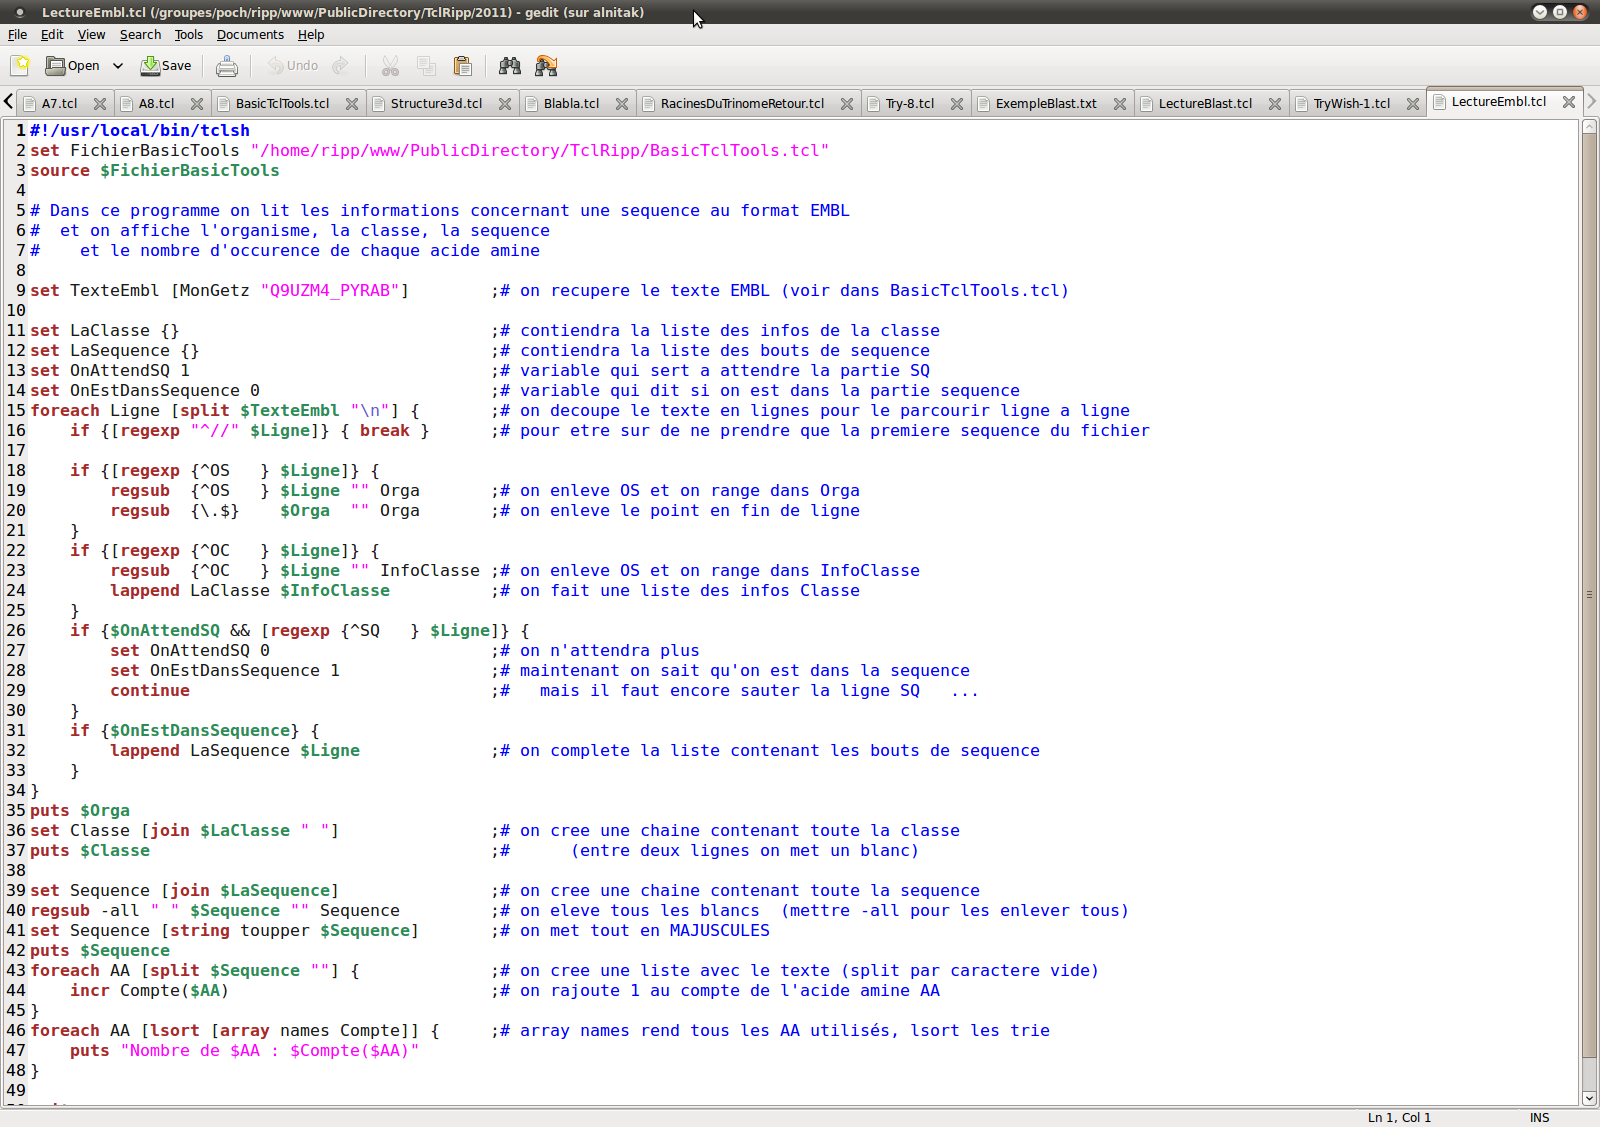 LectureEmbl.tcl (/groupes/poch/ripp/www/PublicDirectory/TclRipp/2011) - gedit (sur alnitak)
File Edit View Search Tools Documents Help
Open Save Undo
A7.tcl A8.tcl BasicTclTools.tcl Structure3d.tcl Blabla.tcl RacinesDuTrinomeRetour.tcl Try-8.tcl ExempleBlast.txt LectureBlast.tcl TryWish-1.tcl LectureEmbl.tcl
1 #!/usr/local/bin/tclsh
2 set FichierBasicTools "/home/ripp/www/PublicDirectory/TclRipp/BasicTclTools.tcl"
3 source $FichierBasicTools
4
5 # Dans ce programme on lit les informations concernant une sequence au format EMBL
6 #  et on affiche l'organisme, la classe, la sequence
7 #    et le nombre d'occurence de chaque acide amine
8
9 set TexteEmbl [MonGetz "Q9UZM4_PYRAB"]        ;# on recupere le texte EMBL (voir dans BasicTclTools.tcl)
10
11 set LaClasse {}                               ;# contiendra la liste des infos de la classe
12 set LaSequence {}                             ;# contiendra la liste des bouts de sequence
13 set OnAttendSQ 1                              ;# variable qui sert a attendre la partie SQ
14 set OnEstDansSequence 0                       ;# variable qui dit si on est dans la partie sequence
15 foreach Ligne [split $TexteEmbl "\n"] {       ;# on decoupe le texte en lignes pour le parcourir ligne a ligne
16     if {[regexp "^//" $Ligne]} { break }      ;# pour etre sur de ne prendre que la premiere sequence du fichier
17
18     if {[regexp {^OS   } $Ligne]} {
19         regsub  {^OS   } $Ligne "" Orga       ;# on enleve OS et on range dans Orga
20         regsub  {\.$}    $Orga  "" Orga       ;# on enleve le point en fin de ligne
21     }
22     if {[regexp {^OC   } $Ligne]} {
23         regsub  {^OC   } $Ligne "" InfoClasse ;# on enleve OS et on range dans InfoClasse
24         lappend LaClasse $InfoClasse          ;# on fait une liste des infos Classe
25     }
26     if {$OnAttendSQ && [regexp {^SQ   } $Ligne]} {
27         set OnAttendSQ 0                      ;# on n'attendra plus
28         set OnEstDansSequence 1               ;# maintenant on sait qu'on est dans la sequence
29         continue                              ;#   mais il faut encore sauter la ligne SQ   ...
30     }
31     if {$OnEstDansSequence} {
32         lappend LaSequence $Ligne             ;# on complete la liste contenant les bouts de sequence
33     }
34 }
35 puts $Orga
36 set Classe [join $LaClasse " "]               ;# on cree une chaine contenant toute la classe
37 puts $Classe                                  ;#      (entre deux lignes on met un blanc)
38
39 set Sequence [join $LaSequence]               ;# on cree une chaine contenant toute la sequence
40 regsub -all " " $Sequence "" Sequence         ;# on eleve tous les blancs  (mettre -all pour les enlever tous)
41 set Sequence [string toupper $Sequence]       ;# on met tout en MAJUSCULES
42 puts $Sequence
43 foreach AA [split $Sequence ""] {             ;# on cree une liste avec le texte (split par caractere vide)
44     incr Compte($AA)                          ;# on rajoute 1 au compte de l'acide amine AA
45 }
46 foreach AA [lsort [array names Compte]] {     ;# array names rend tous les AA utilisés, lsort les trie
47     puts "Nombre de $AA : $Compte($AA)"
48 }
49
Ln 1, Col 1 INS